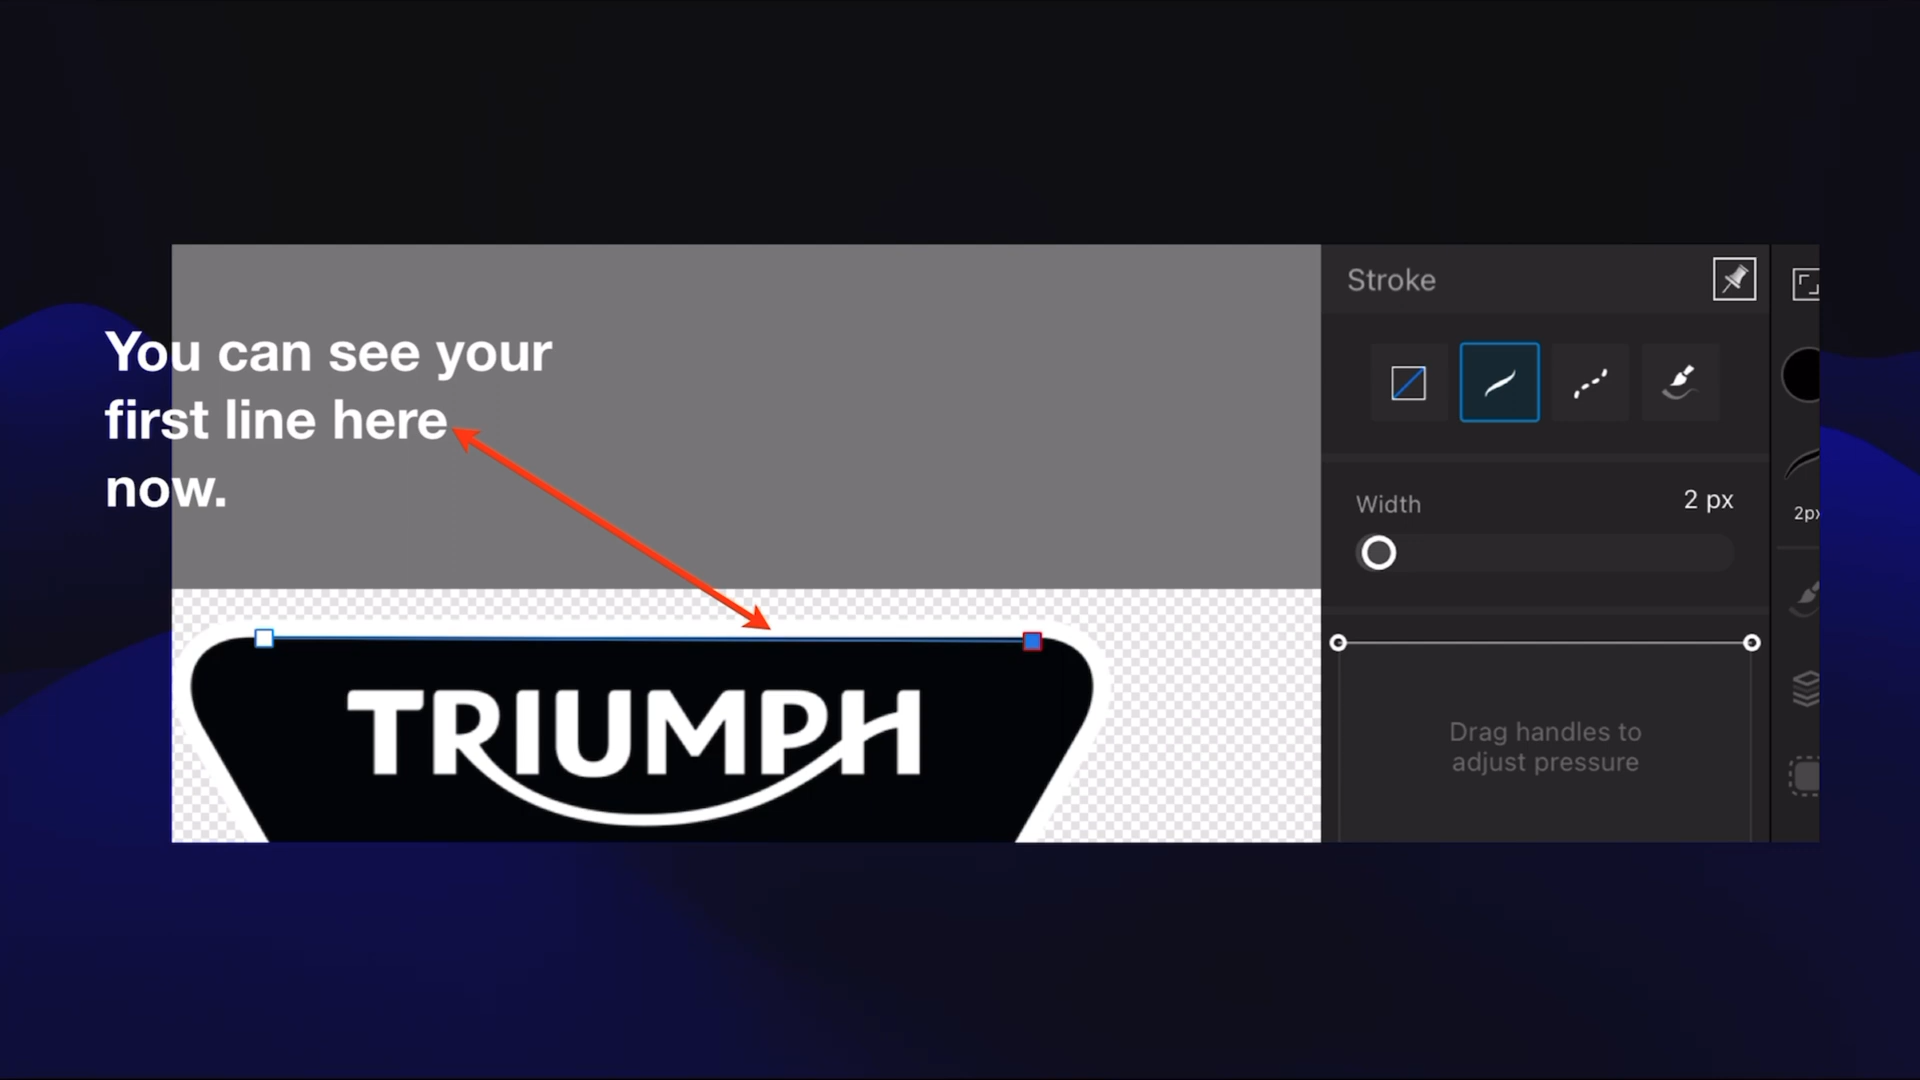 Stroke
You can see your
first line here
now.
Width
2 px
2px
TRIUMPH
Drag handles to
adjust pressure